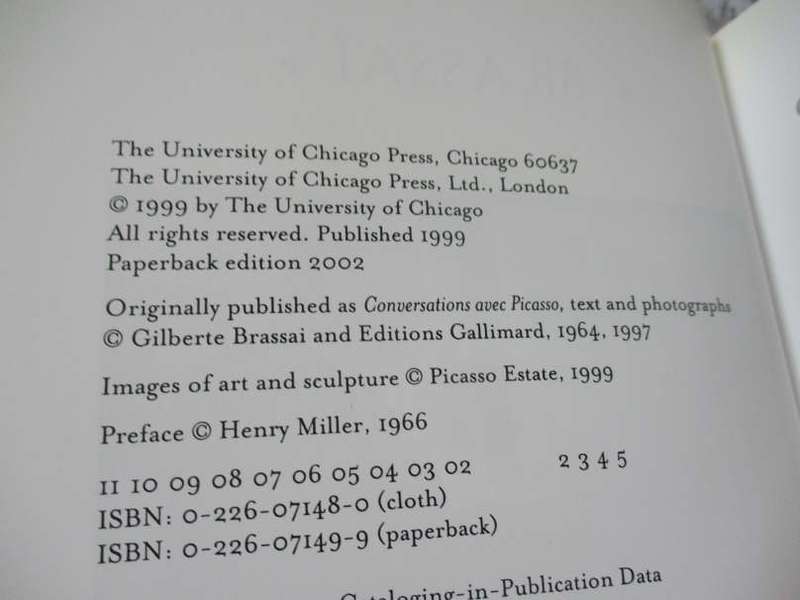 The University of Chicago Press, Chicago 60637
The University of Chicago Press, Ltd., London
© 1999 by The University of Chicago
All rights reserved. Published 1999
Paperback edition 2002
Originally published as Conversations avec Picasso, text and photographs
© Gilberte Brassai and Editions Gallimard, 1964, 1997
Images of art and sculpture © Picasso Estate, 1999
Preface © Henry Miller, 1966
11 10 09 08 07 06 05 04 03 02 2 3 4 5
ISBN: 0-226-07148-0 (cloth)
ISBN: 0-226-07149-9 (paperback)
Cataloging-in-Publication Data